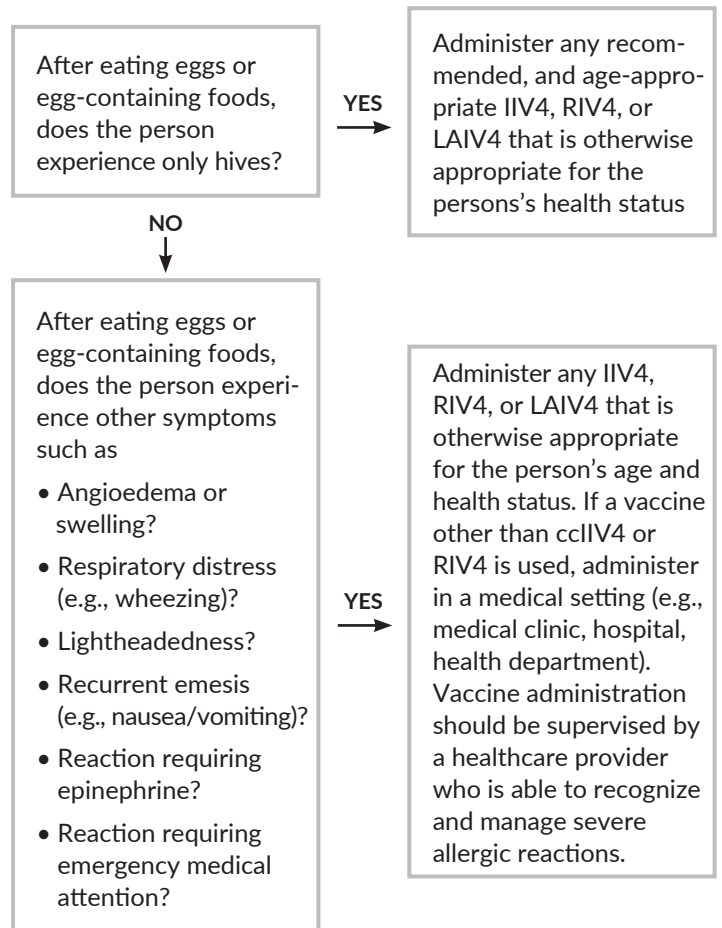 After eating eggs or
egg-containing foods,
does the person
experience only hives?
YES
Administer any recom-
mended, and age-appro-
priate IIV4, RIV4, or
LAIV4 that is otherwise
appropriate for the
persons's health status
NO
After eating eggs or
egg-containing foods,
does the person experi-
ence other symptoms
such as
• Angioedema or
swelling?
• Respiratory distress
(e.g., wheezing)?
• Lightheadedness?
• Recurrent emesis
(e.g., nausea/vomiting)?
• Reaction requiring
epinephrine?
• Reaction requiring
emergency medical
attention?
YES
Administer any IIV4,
RIV4, or LAIV4 that is
otherwise appropriate
for the person's age and
health status. If a vaccine
other than ccIIV4 or
RIV4 is used, administer
in a medical setting (e.g.,
medical clinic, hospital,
health department).
Vaccine administration
should be supervised by
a healthcare provider
who is able to recognize
and manage severe
allergic reactions.